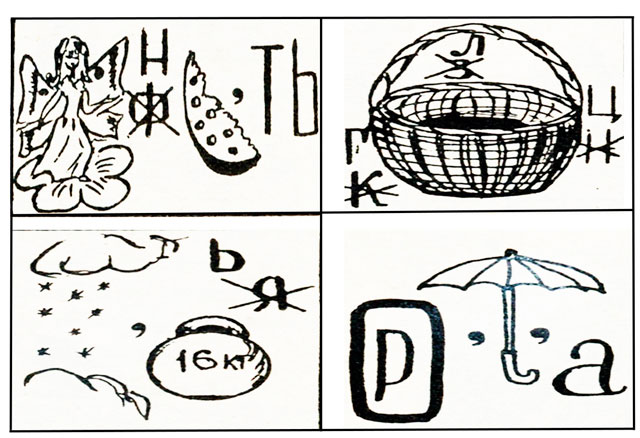 Н
Ф , ТЬ
Л
З
Г Ц
К Н
Ь
Я
,
16 кг
Р , , а